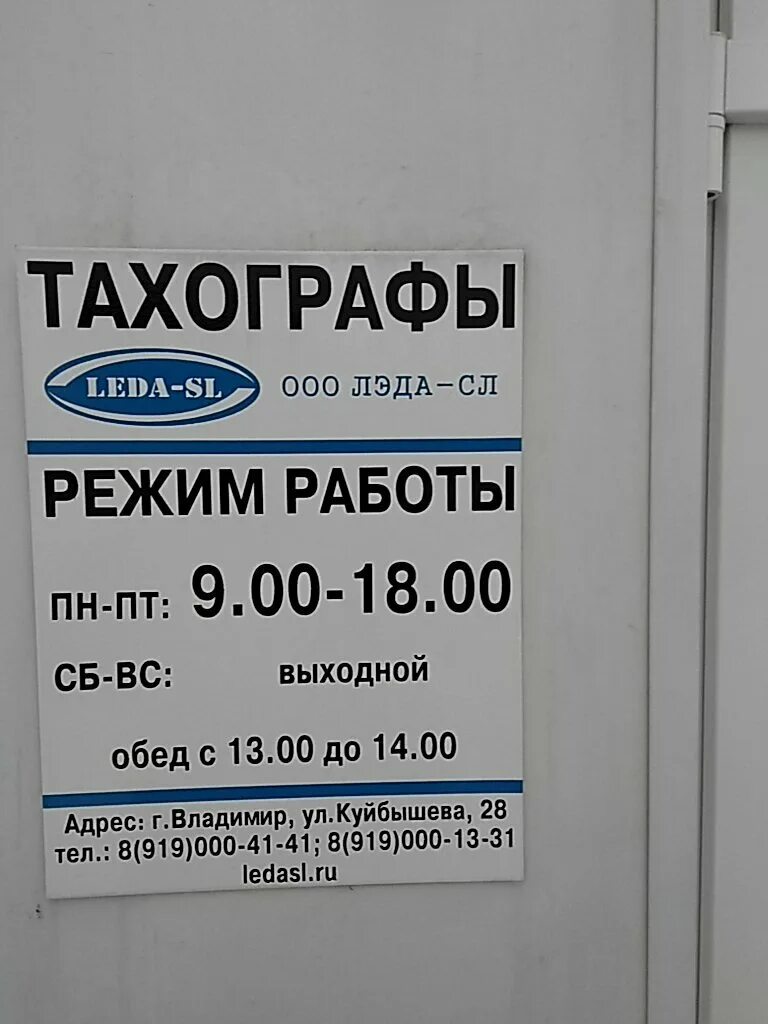 ТАХОГРАФЫ
LEDA-SL ООО ЛЭДА-СЛ
РЕЖИМ РАБОТЫ
ПН-ПТ: 9.00-18.00
СБ-ВС: выходной
обед с 13.00 до 14.00
Адрес: г.Владимир, ул.Куйбышева, 28
тел.: 8(919)000-41-41; 8(919)000-13-31
ledasl.ru